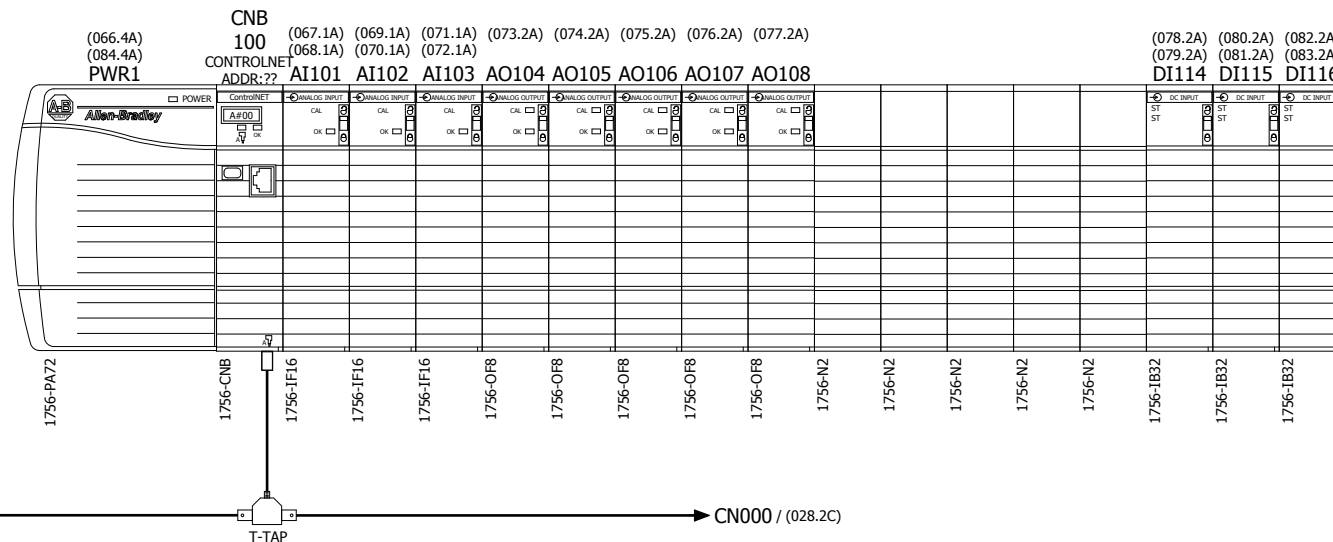 CNB
100
CONTROLNET
ADDR:??
(066.4A)
(084.4A)
PWR1
(067.1A) (069.1A) (071.1A) (073.2A) (074.2A) (075.2A) (076.2A) (077.2A)
(068.1A) (070.1A) (072.1A)
AI101 AI102 AI103 AO104 AO105 AO106 AO107 AO108
(078.2A) (080.2A) (082.2A
(079.2A) (081.2A) (083.2A
DI114 DI115 DI116
A-B
Allen-Bradley
POWER
ControlNET
A#00
A
OK
ANALOG INPUT
CAL
OK
ANALOG INPUT
CAL
OK
ANALOG INPUT
CAL
OK
ANALOG OUTPUT
CAL
OK
ANALOG OUTPUT
CAL
OK
ANALOG OUTPUT
CAL
OK
ANALOG OUTPUT
CAL
OK
ANALOG OUTPUT
CAL
OK
DC INPUT
ST
ST
DC INPUT
ST
ST
DC INPUT
ST
ST
A
1756-PA72
1756-CNB
1756-IF16
1756-IF16
1756-IF16
1756-OF8
1756-OF8
1756-OF8
1756-OF8
1756-OF8
1756-N2
1756-N2
1756-N2
1756-N2
1756-N2
1756-IB32
1756-IB32
1756-IB32
CN000 / (028.2C)
T-TAP